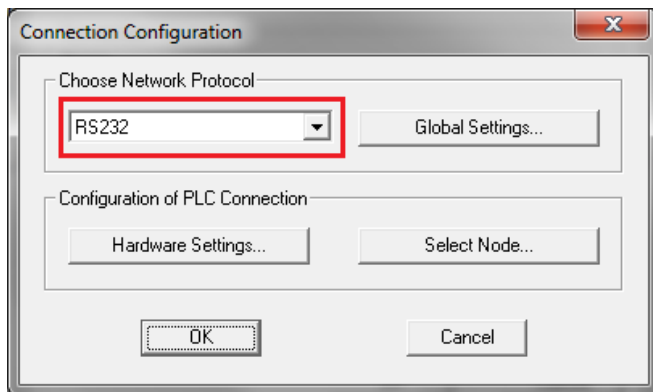 Connection Configuration
Choose Network Protocol
RS232
Global Settings...
Configuration of PLC Connection
Hardware Settings...
Select Node...
OK
Cancel